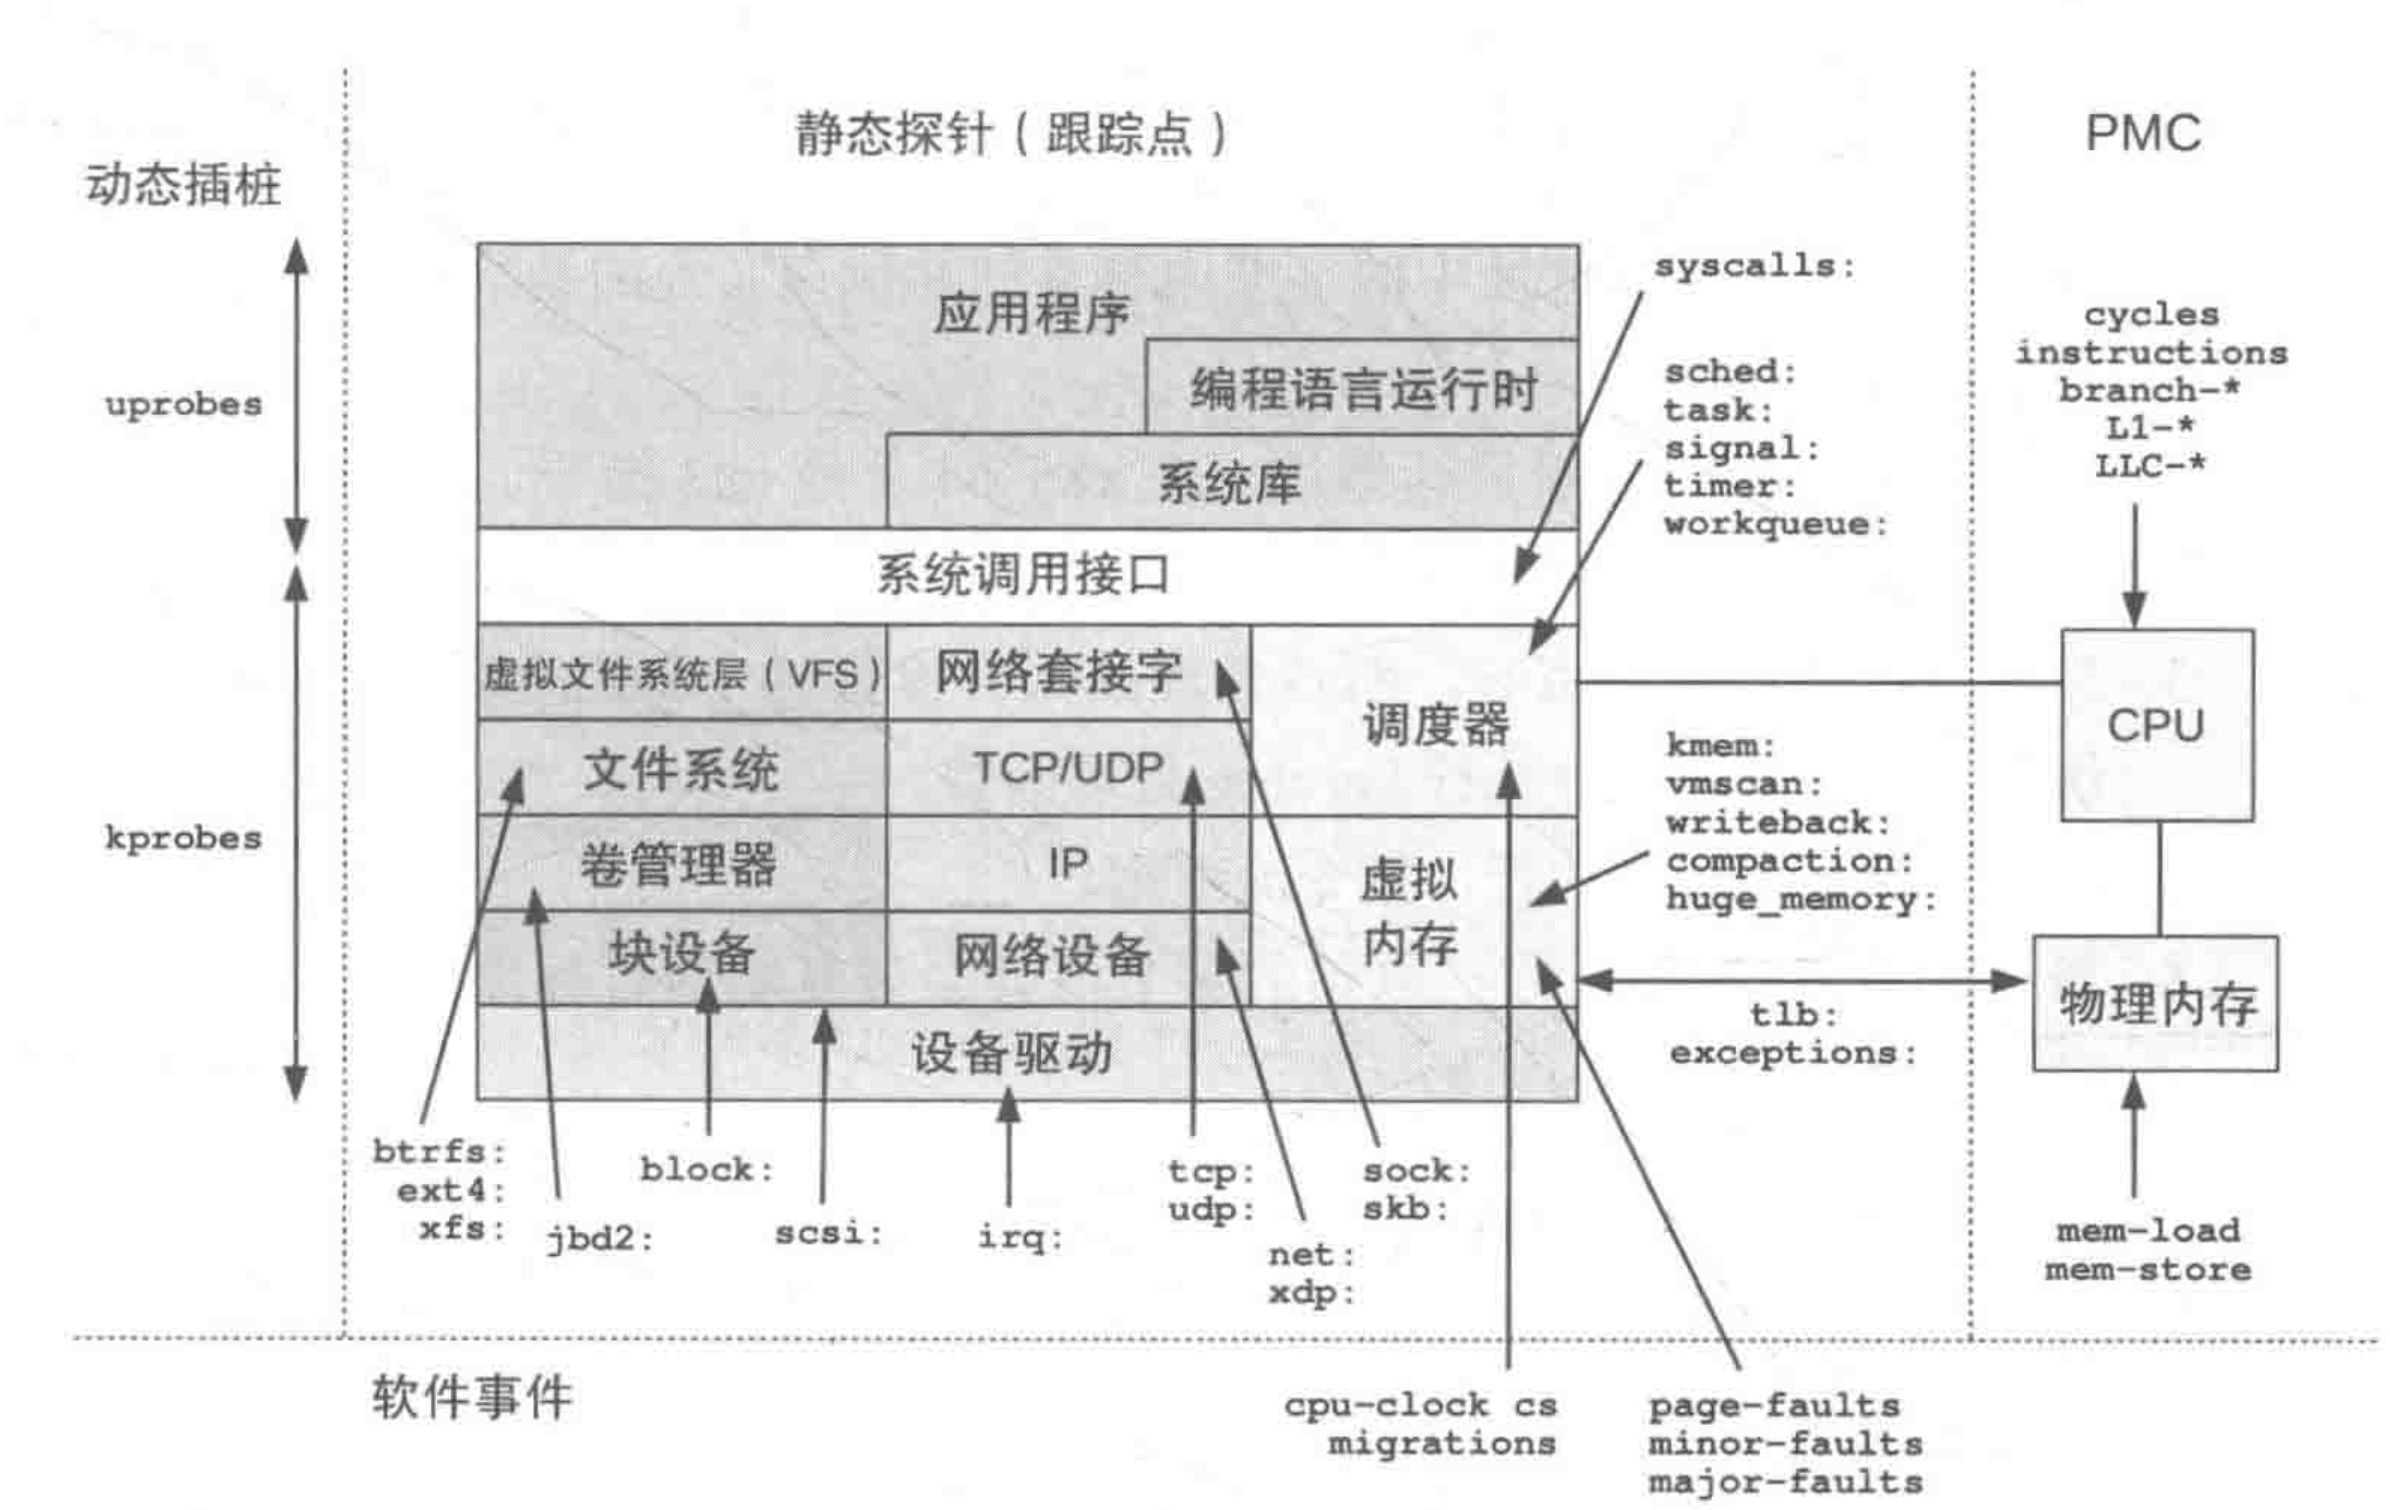 静态探针（跟踪点）
PMC
动态插桩
syscalls:
应用程序
cycles
instructions
branch-*
L1-*
LLC-*
编程语言运行时
sched:
task:
signal:
timer:
workqueue:
uprobes
系统库
系统调用接口
虚拟文件系统层（VFS）
网络套接字
调度器
CPU
文件系统
TCP/UDP
kmem:
vmscan:
writeback:
compaction:
huge_memory:
kprobes
卷管理器
IP
虚拟
内存
块设备
网络设备
物理内存
tlb:
exceptions:
设备驱动
btrfs:
ext4:
xfs:
jbd2:
block:
scsi:
irq:
tcp:
udp:
sock:
skb:
net:
xdp:
mem-load
mem-store
软件事件
cpu-clock cs
migrations
page-faults
minor-faults
major-faults